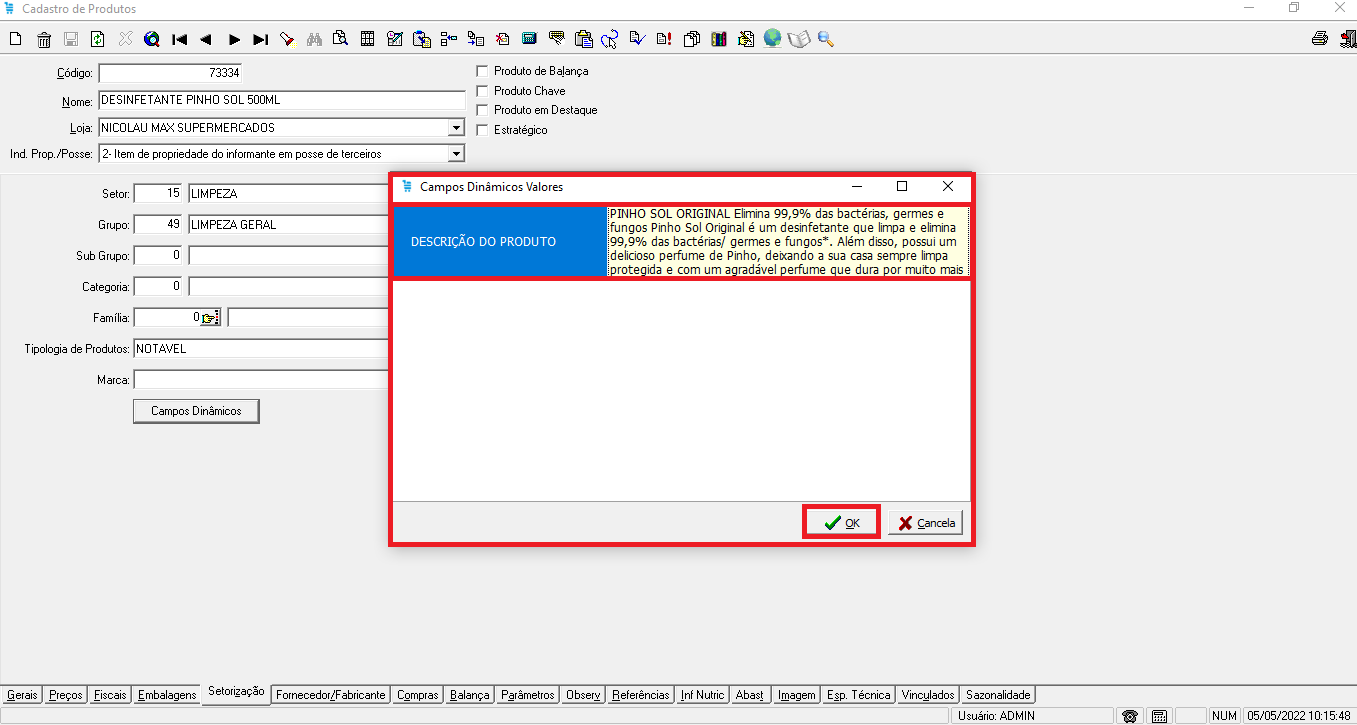 Cadastro de Produtos
Código: 73334
Nome: DESINFETANTE PINHO SOL 500ML
Loja: NICOLAU MAX SUPERMERCADOS
Ind. Prop./Posse: 2- Item de propriedade do informante em posse de terceiros
Produto de Balança
Produto Chave
Produto em Destaque
Estratégico
Setor: 15 LIMPEZA
Grupo: 49 LIMPEZA GERAL
Sub Grupo: 0
Categoria: 0
Família: 0
Tipologia de Produtos: NOTAVEL
Marca:
Campos Dinâmicos
Campos Dinâmicos Valores
DESCRIÇÃO DO PRODUTO
PINHO SOL ORIGINAL Elimina 99,9% das bactérias, germes e
fungos Pinho Sol Original é um desinfetante que limpa e elimina
99,9% das bactérias/ germes e fungos*. Além disso, possui um
delicioso perfume de Pinho, deixando a sua casa sempre limpa
protegida e com um agradável perfume que dura por muito mais
OK Cancela
Gerais Preços Fiscais Embalagens Setorização Fornecedor/Fabricante Compras Balança Parâmetros Observ Referências Inf Nutric Abast Imagem Esp. Técnica Vinculados Sazonalidade
Usuário: ADMIN NUM 05/05/2022 10:15:48